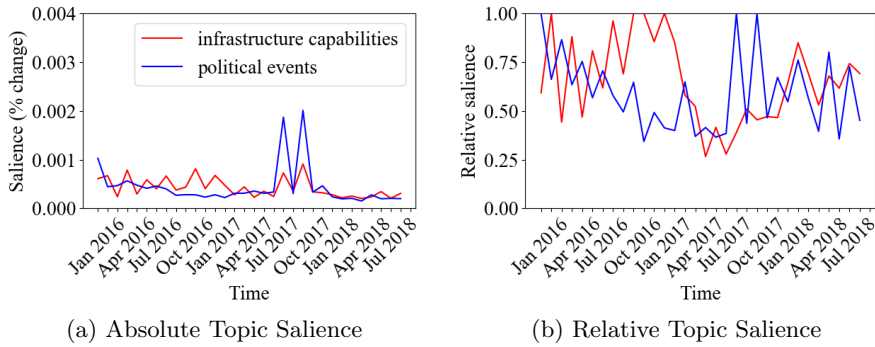 0.004
0.003
0.002
0.001
0.000
Salience (% change)
infrastructure capabilities
political events
Jan 2016
Apr 2016
Jul 2016
Oct 2016
Jan 2017
Apr 2017
Jul 2017
Oct 2017
Jan 2018
Apr 2018
Jul 2018
Time
(a) Absolute Topic Salience
1.00
0.75
0.50
0.25
0.00
Relative salience
Jan 2016
Apr 2016
Jul 2016
Oct 2016
Jan 2017
Apr 2017
Jul 2017
Oct 2017
Jan 2018
Apr 2018
Jul 2018
Time
(b) Relative Topic Salience